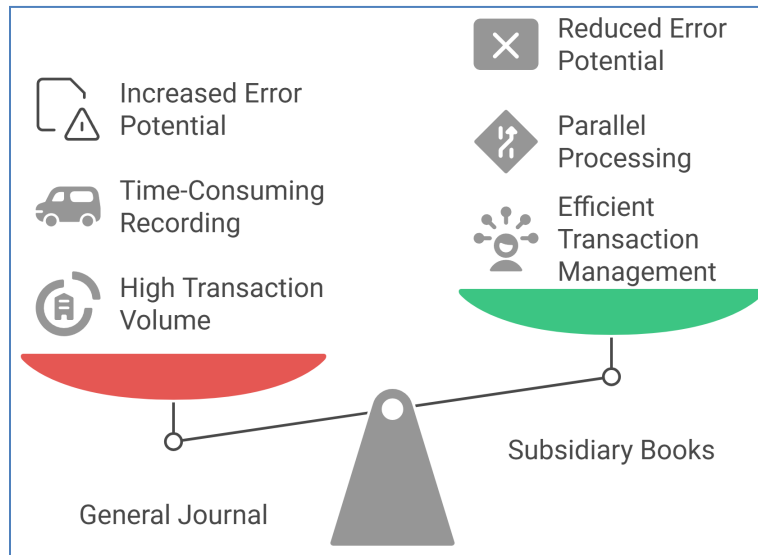 Increased Error
Potential
Time-Consuming
Recording
High Transaction
Volume
General Journal
Reduced Error
Potential
Parallel
Processing
Efficient
Transaction
Management
Subsidiary Books